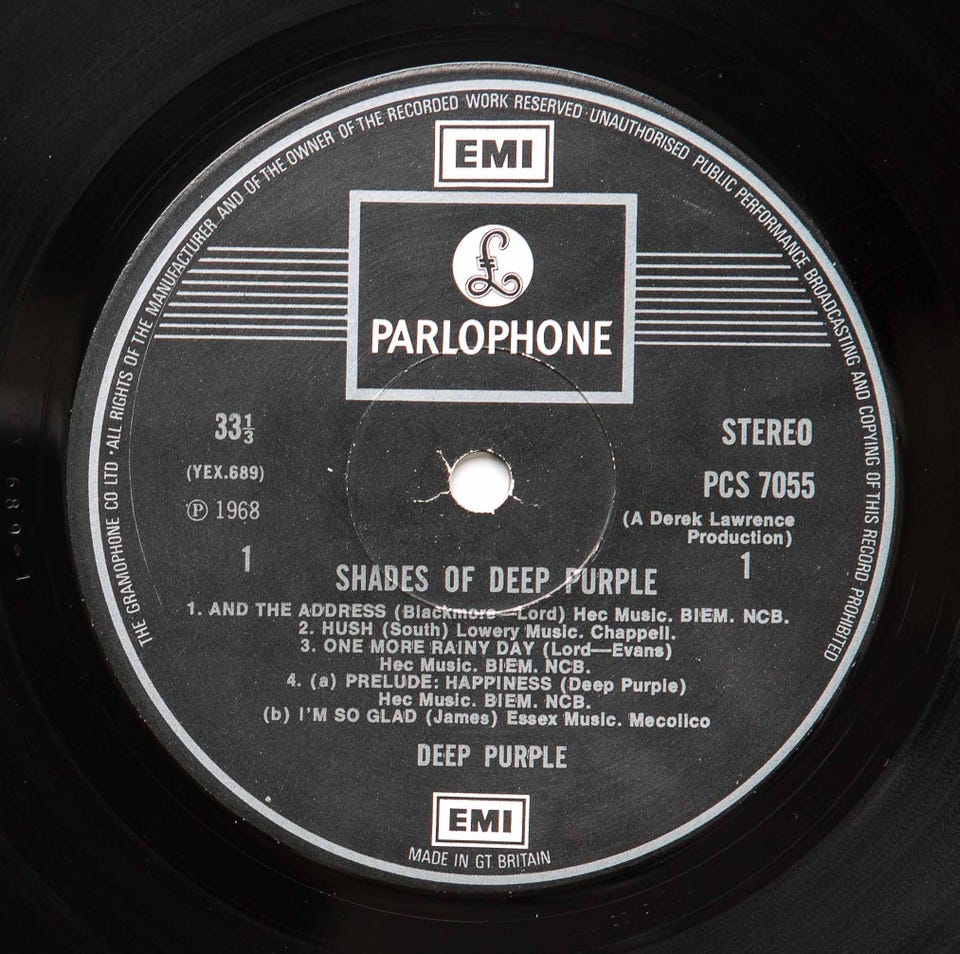 THE GRAMOPHONE CO LTD · ALL RIGHTS OF THE MANUFACTURER AND OF THE OWNER OF THE RECORDED WORK RESERVED · UNAUTHORISED PUBLIC PERFORMANCE BROADCASTING AND COPYING OF THIS RECORD PROHIBITED
EMI
£
PARLOPHONE
33⅓
STEREO
(YEX.689)
PCS 7055
℗ 1968
(A Derek Lawrence
Production)
1
1
SHADES OF DEEP PURPLE
1. AND THE ADDRESS (Blackmore—Lord) Hec Music. BIEM. NCB.
2. HUSH (South) Lowery Music. Chappell.
3. ONE MORE RAINY DAY (Lord—Evans)
Hec Music. BIEM. NCB.
4. (a) PRELUDE: HAPPINESS (Deep Purple)
Hec Music. BIEM. NCB.
(b) I'M SO GLAD (James) Essex Music. Mecolico
DEEP PURPLE
EMI
MADE IN GT. BRITAIN